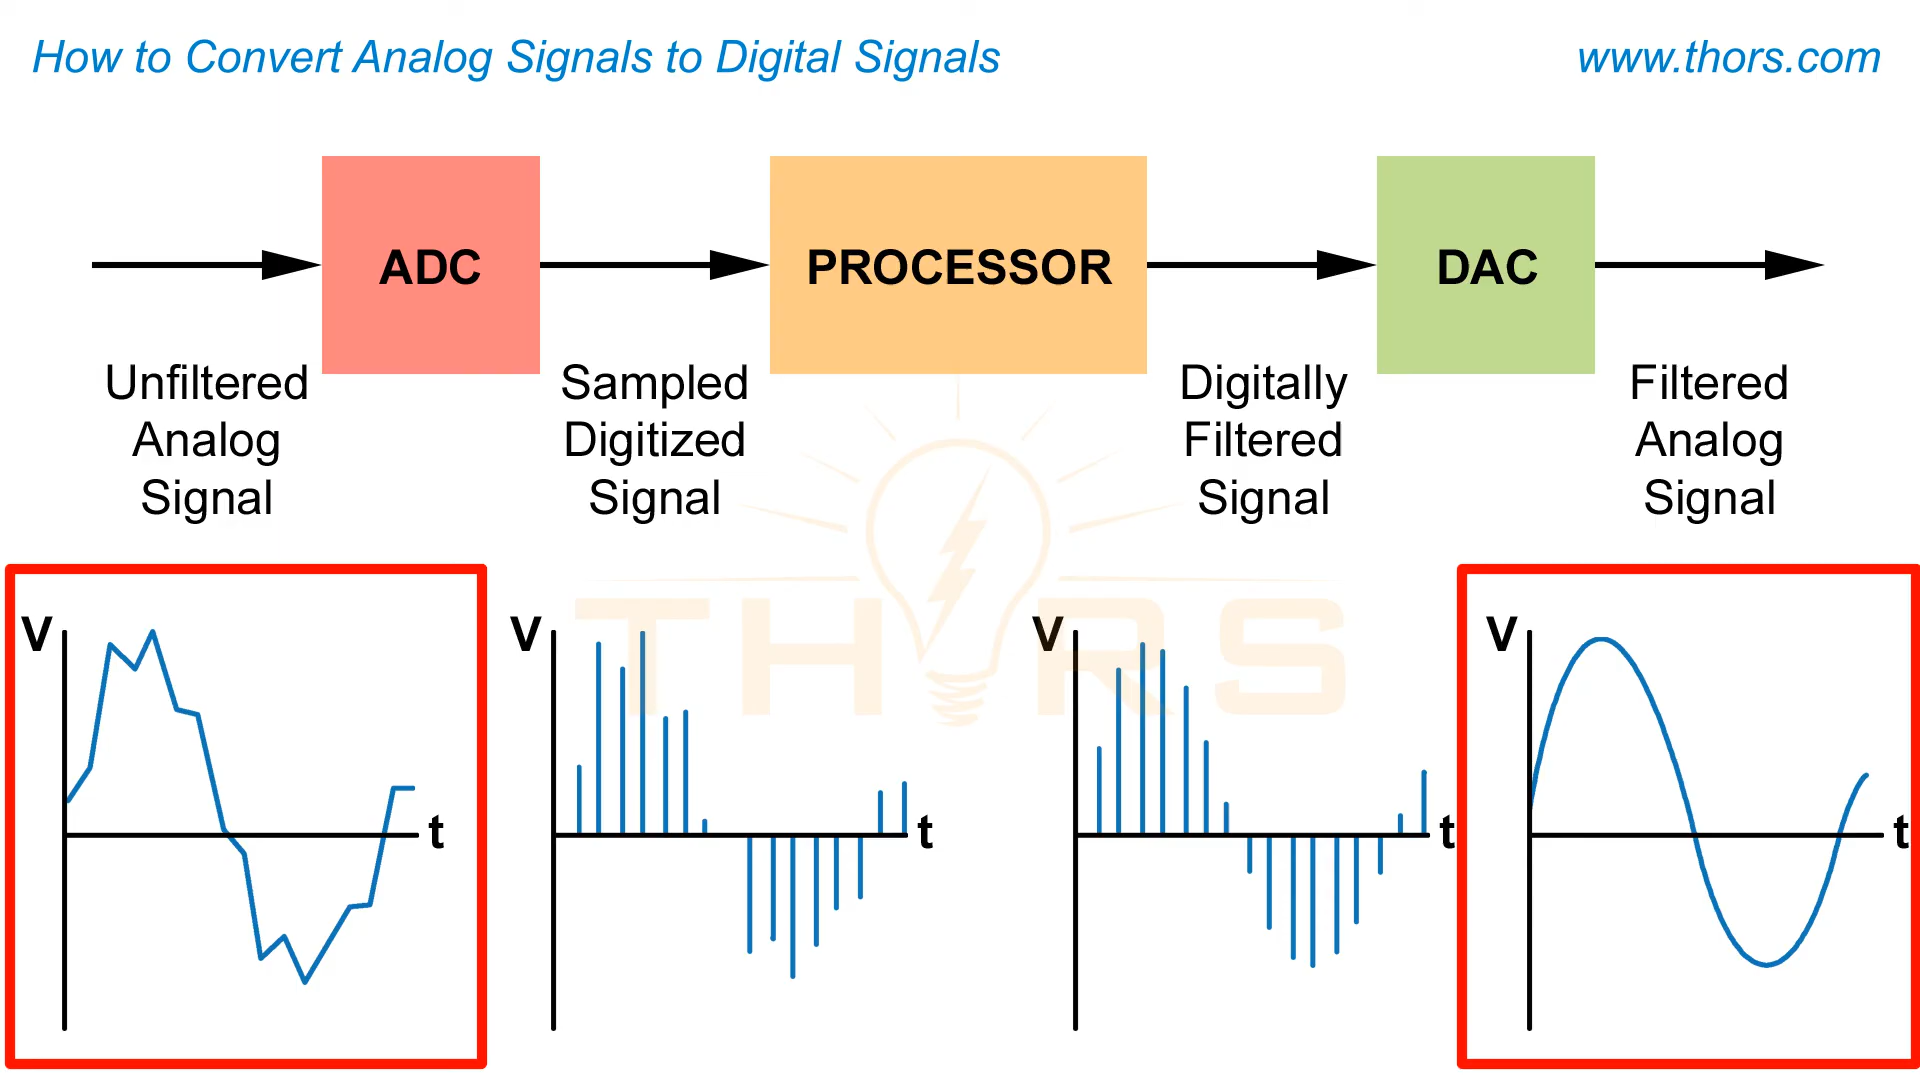 How to Convert Analog Signals to Digital Signals
www.thors.com
ADC
PROCESSOR
DAC
Unfiltered
Analog
Signal
Sampled
Digitized
Signal
Digitally
Filtered
Signal
Filtered
Analog
Signal
THORS
V
t
V
t
V
t
V
t